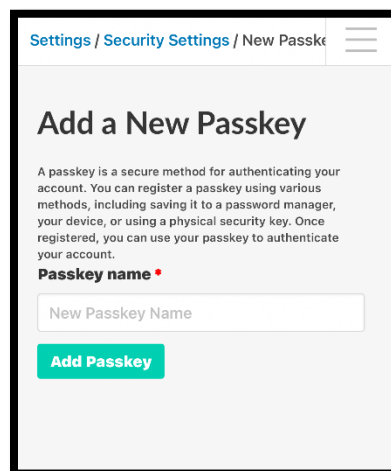 Settings / Security Settings / New Passke
Add a New Passkey
A passkey is a secure method for authenticating your
account. You can register a passkey using various
methods, including saving it to a password manager,
your device, or using a physical security key. Once
registered, you can use your passkey to authenticate
your account.
Passkey name *
New Passkey Name
Add Passkey